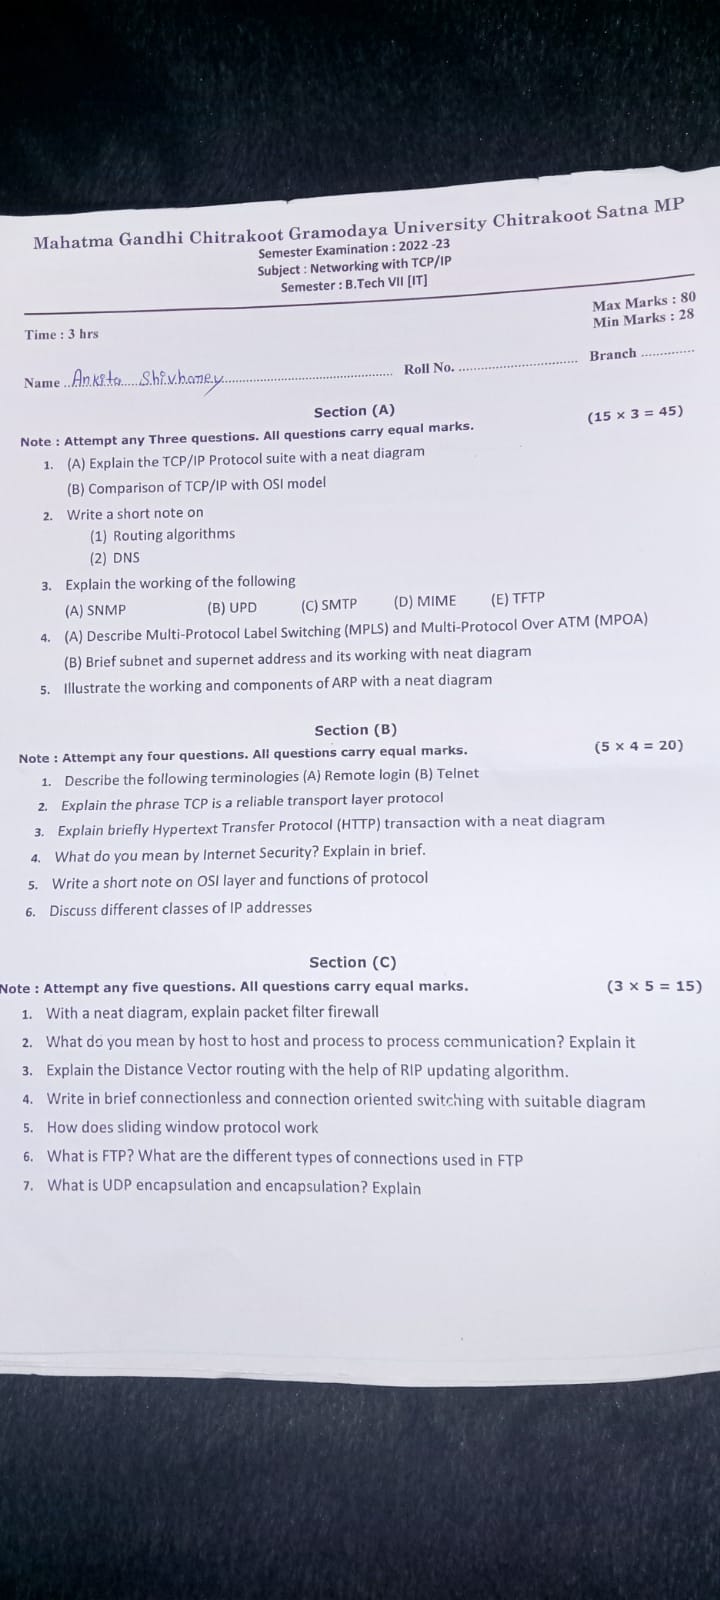 Mahatma Gandhi Chitrakoot Gramodaya University Chitrakoot Satna MP
Semester Examination : 2022 -23
Subject : Networking with TCP/IP
Semester : B.Tech VII [IT]
Max Marks : 80
Time : 3 hrs
Min Marks : 28
Name ..Ankita.....Shivhaney............................................ Roll No. ................................ Branch ..............
Section (A)
Note : Attempt any Three questions. All questions carry equal marks. (15 × 3 = 45)
1. (A) Explain the TCP/IP Protocol suite with a neat diagram
(B) Comparison of TCP/IP with OSI model
2. Write a short note on
(1) Routing algorithms
(2) DNS
3. Explain the working of the following
(A) SNMP (B) UPD (C) SMTP (D) MIME (E) TFTP
4. (A) Describe Multi-Protocol Label Switching (MPLS) and Multi-Protocol Over ATM (MPOA)
(B) Brief subnet and supernet address and its working with neat diagram
5. Illustrate the working and components of ARP with a neat diagram
Section (B)
Note : Attempt any four questions. All questions carry equal marks. (5 × 4 = 20)
1. Describe the following terminologies (A) Remote login (B) Telnet
2. Explain the phrase TCP is a reliable transport layer protocol
3. Explain briefly Hypertext Transfer Protocol (HTTP) transaction with a neat diagram
4. What do you mean by Internet Security? Explain in brief.
5. Write a short note on OSI layer and functions of protocol
6. Discuss different classes of IP addresses
Section (C)
Note : Attempt any five questions. All questions carry equal marks. (3 × 5 = 15)
1. With a neat diagram, explain packet filter firewall
2. What do you mean by host to host and process to process communication? Explain it
3. Explain the Distance Vector routing with the help of RIP updating algorithm.
4. Write in brief connectionless and connection oriented switching with suitable diagram
5. How does sliding window protocol work
6. What is FTP? What are the different types of connections used in FTP
7. What is UDP encapsulation and encapsulation? Explain